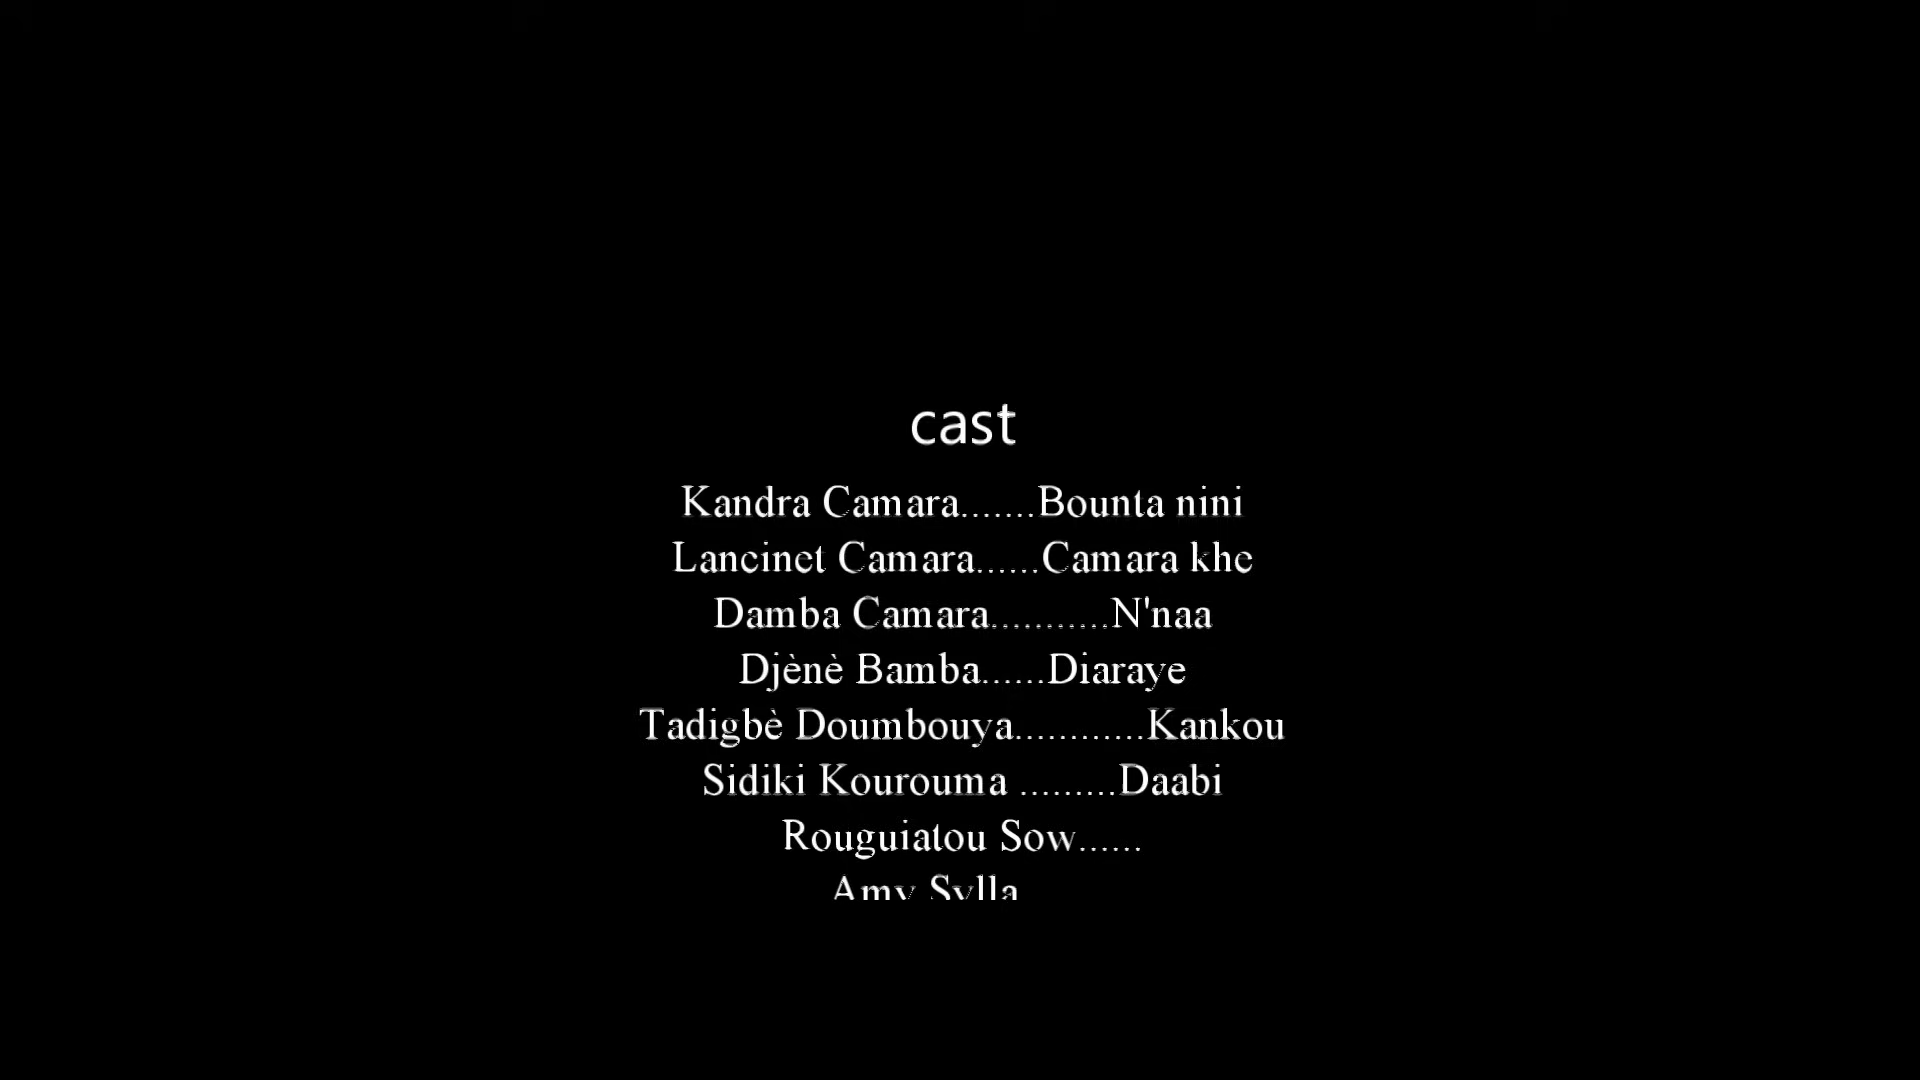 cast
Kandra Camara.......Bounta nini
Lancinet Camara......Camara khe
Damba Camara...........N'naa
Djènè Bamba......Diaraye
Tadigbè Doumbouya............Kankou
Sidiki Kourouma .........Daabi
Rouguiatou Sow......
Amy Sylla